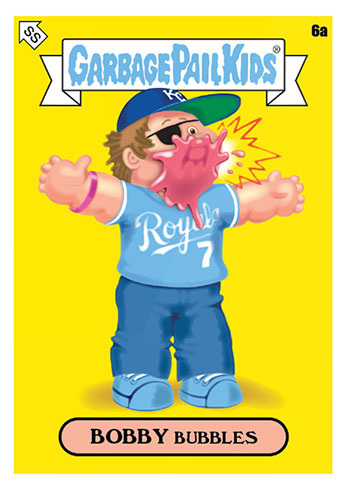 SS
6a
GARBAGE PAIL KIDS®
KC
Royals
7
BOBBY BUBBLES